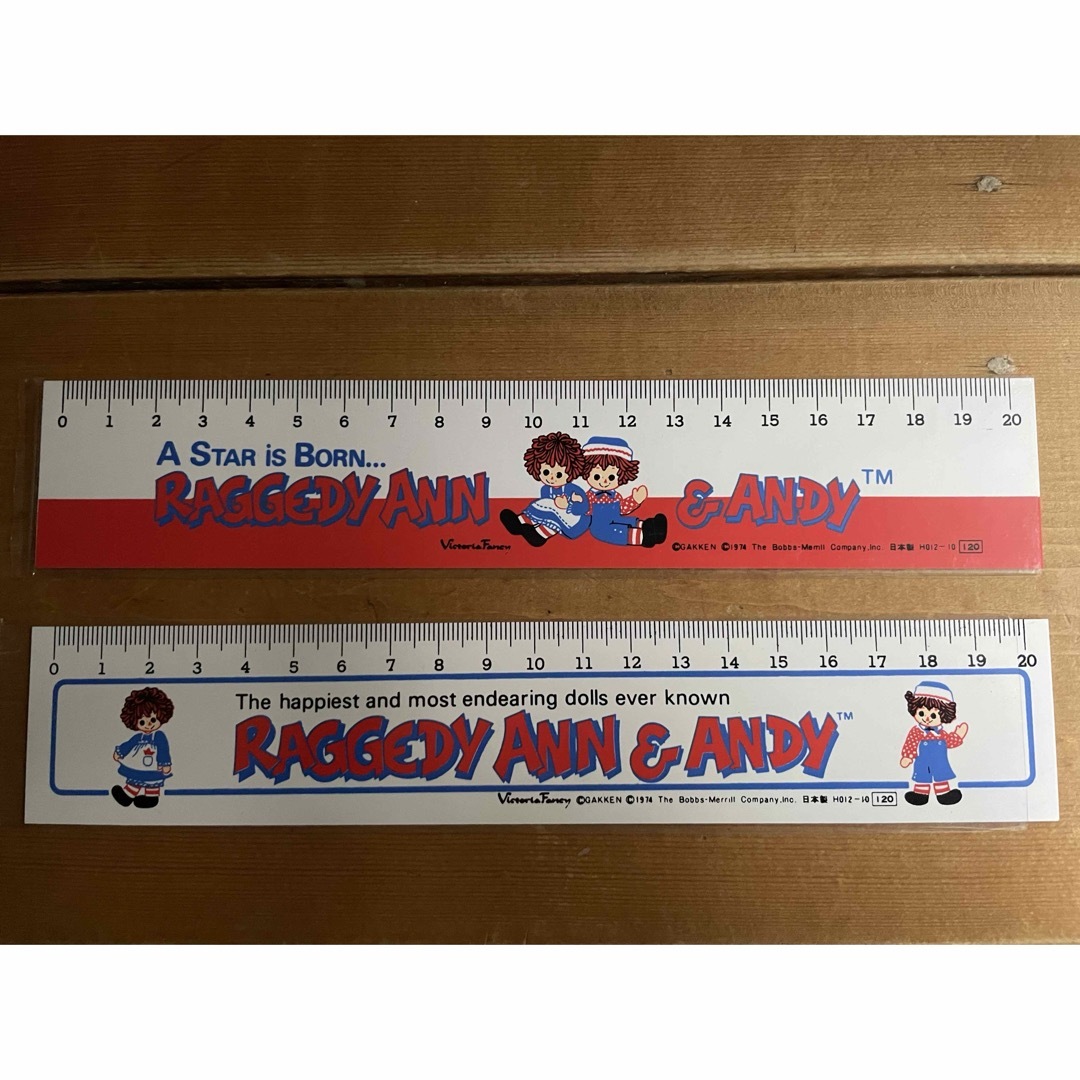 0 1 2 3 4 5 6 7 8 9 10 11 12 13 14 15 16 17 18 19 20
A STAR iS BORN...
RAGGEDY ANN & ANDY TM
Victoria Fancy ©GAKKEN ©1974 The Bobbs-Merrill Company, Inc. 日本製 H012-10 120
0 1 2 3 4 5 6 7 8 9 10 11 12 13 14 15 16 17 18 19 20
The happiest and most endearing dolls ever known
RAGGEDY ANN & ANDY TM
Victoria Fancy ©GAKKEN ©1974 The Bobbs-Merrill Company, Inc. 日本製 H012-10 120